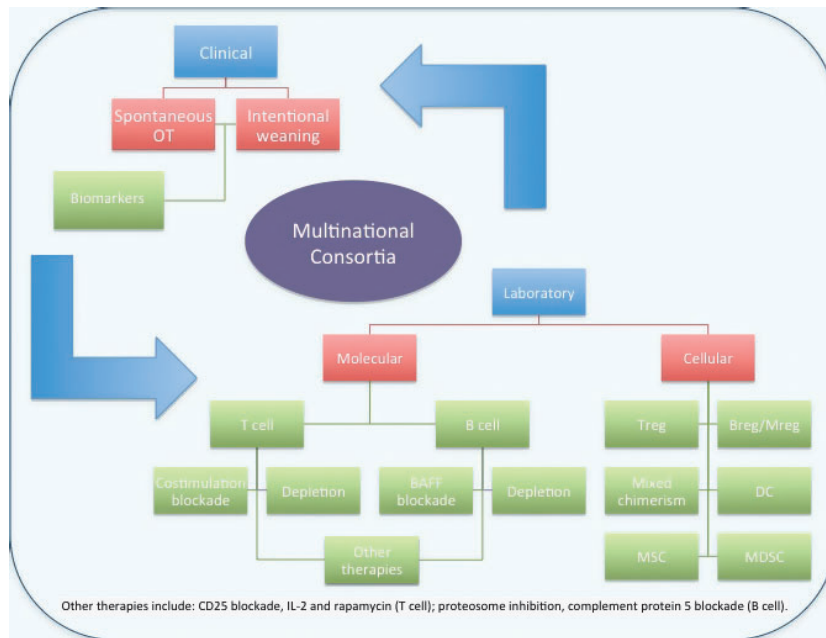 Clinical
Spontaneous
OT
Intentional
weaning
Biomarkers
Multinational
Consortia
Laboratory
Molecular
Cellular
T cell
B cell
Treg
Breg/Mreg
Costimulation
blockade
Depletion
BAFF
blockade
Depletion
Mixed
chimerism
DC
Other
therapies
MSC
MDSC
Other therapies include: CD25 blockade, IL-2 and rapamycin (T cell); proteosome inhibition, complement protein 5 blockade (B cell).